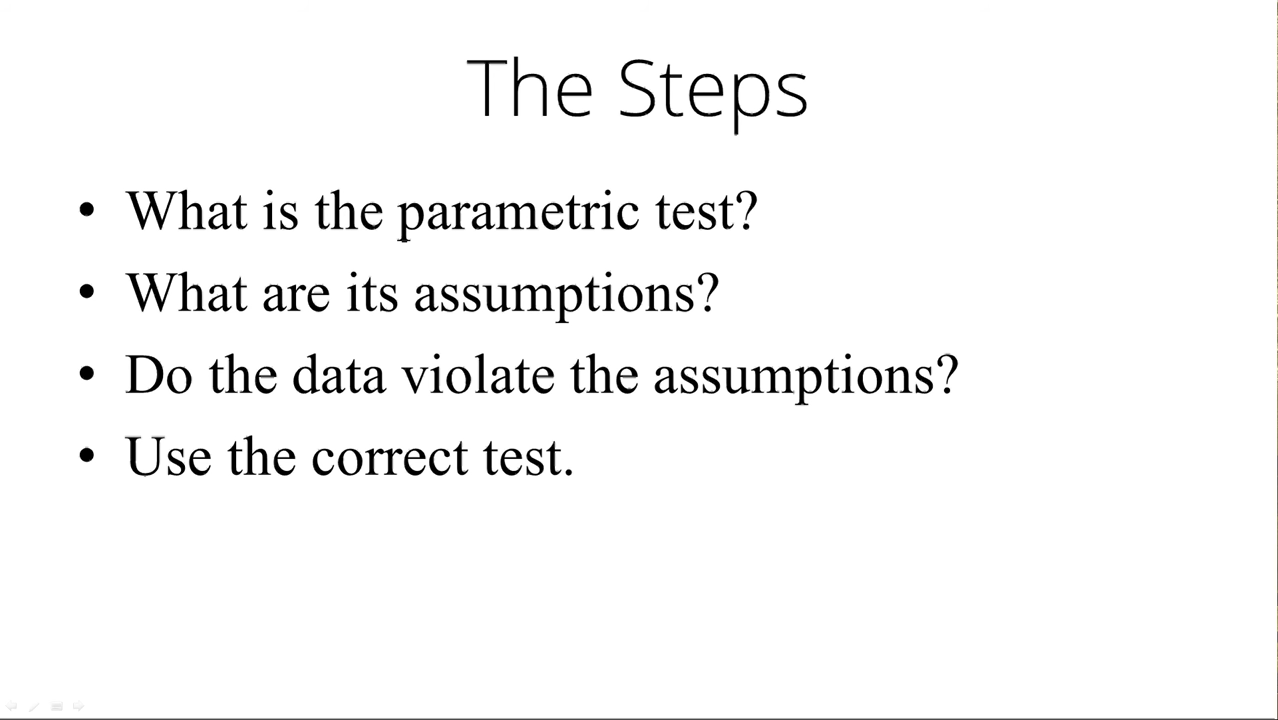 The Steps
• What is the parametric test?
• What are its assumptions?
• Do the data violate the assumptions?
• Use the correct test.